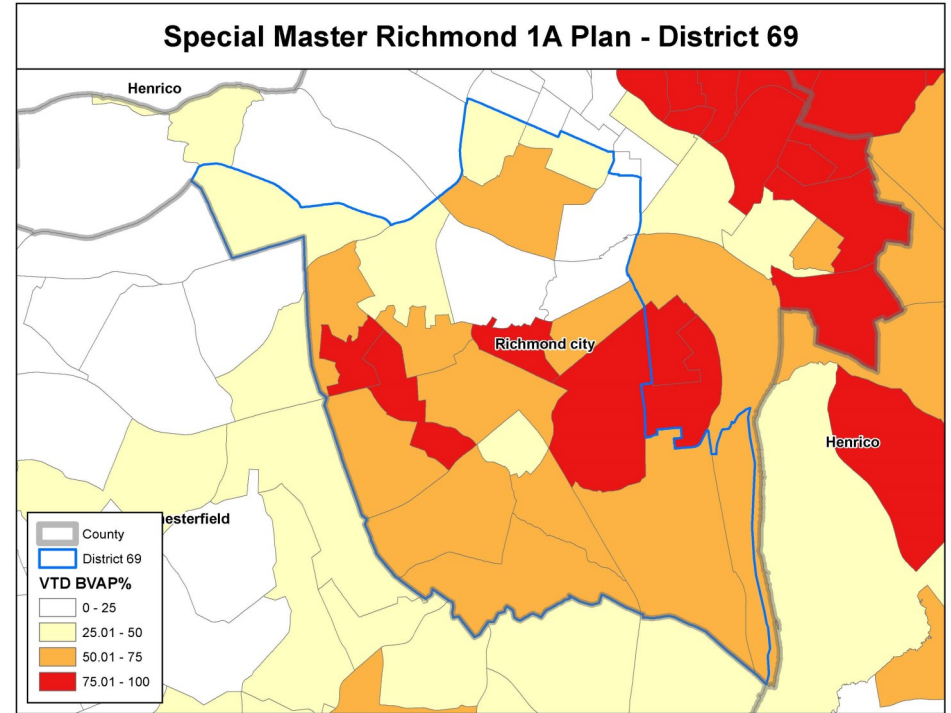 Special Master Richmond 1A Plan - District 69
Henrico
Richmond city
Henrico
hesterfield
County
District 69
VTD BVAP%
0 - 25
25.01 - 50
50.01 - 75
75.01 - 100